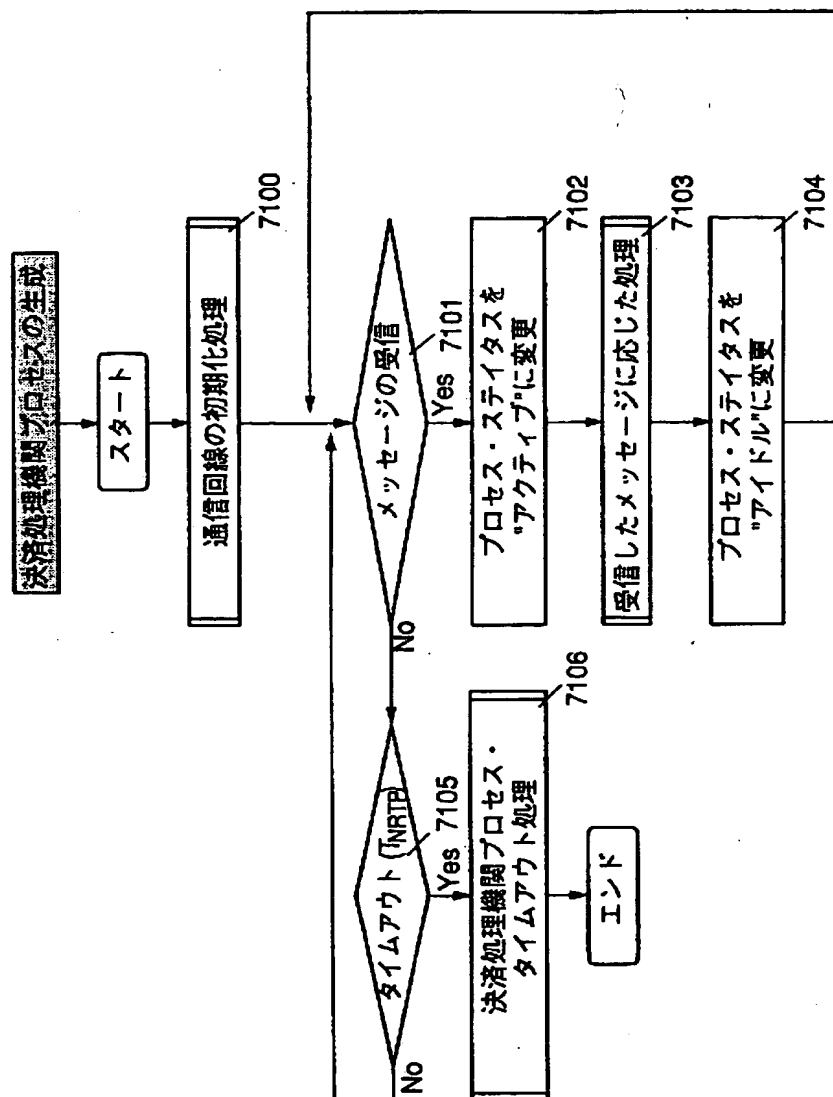 決済処理機関プロセスの生成
スタート
通信回線の初期化処理
7100
メッセージの受信
7101
Yes
No
プロセス・ステイタスを
"アクティブ"に変更
7102
受信したメッセージに応じた処理
7103
プロセス・ステイタスを
"アイドル"に変更
7104
タイムアウト(TNRTP)
7105
Yes
No
決済処理機関プロセス・
タイムアウト処理
7106
エンド